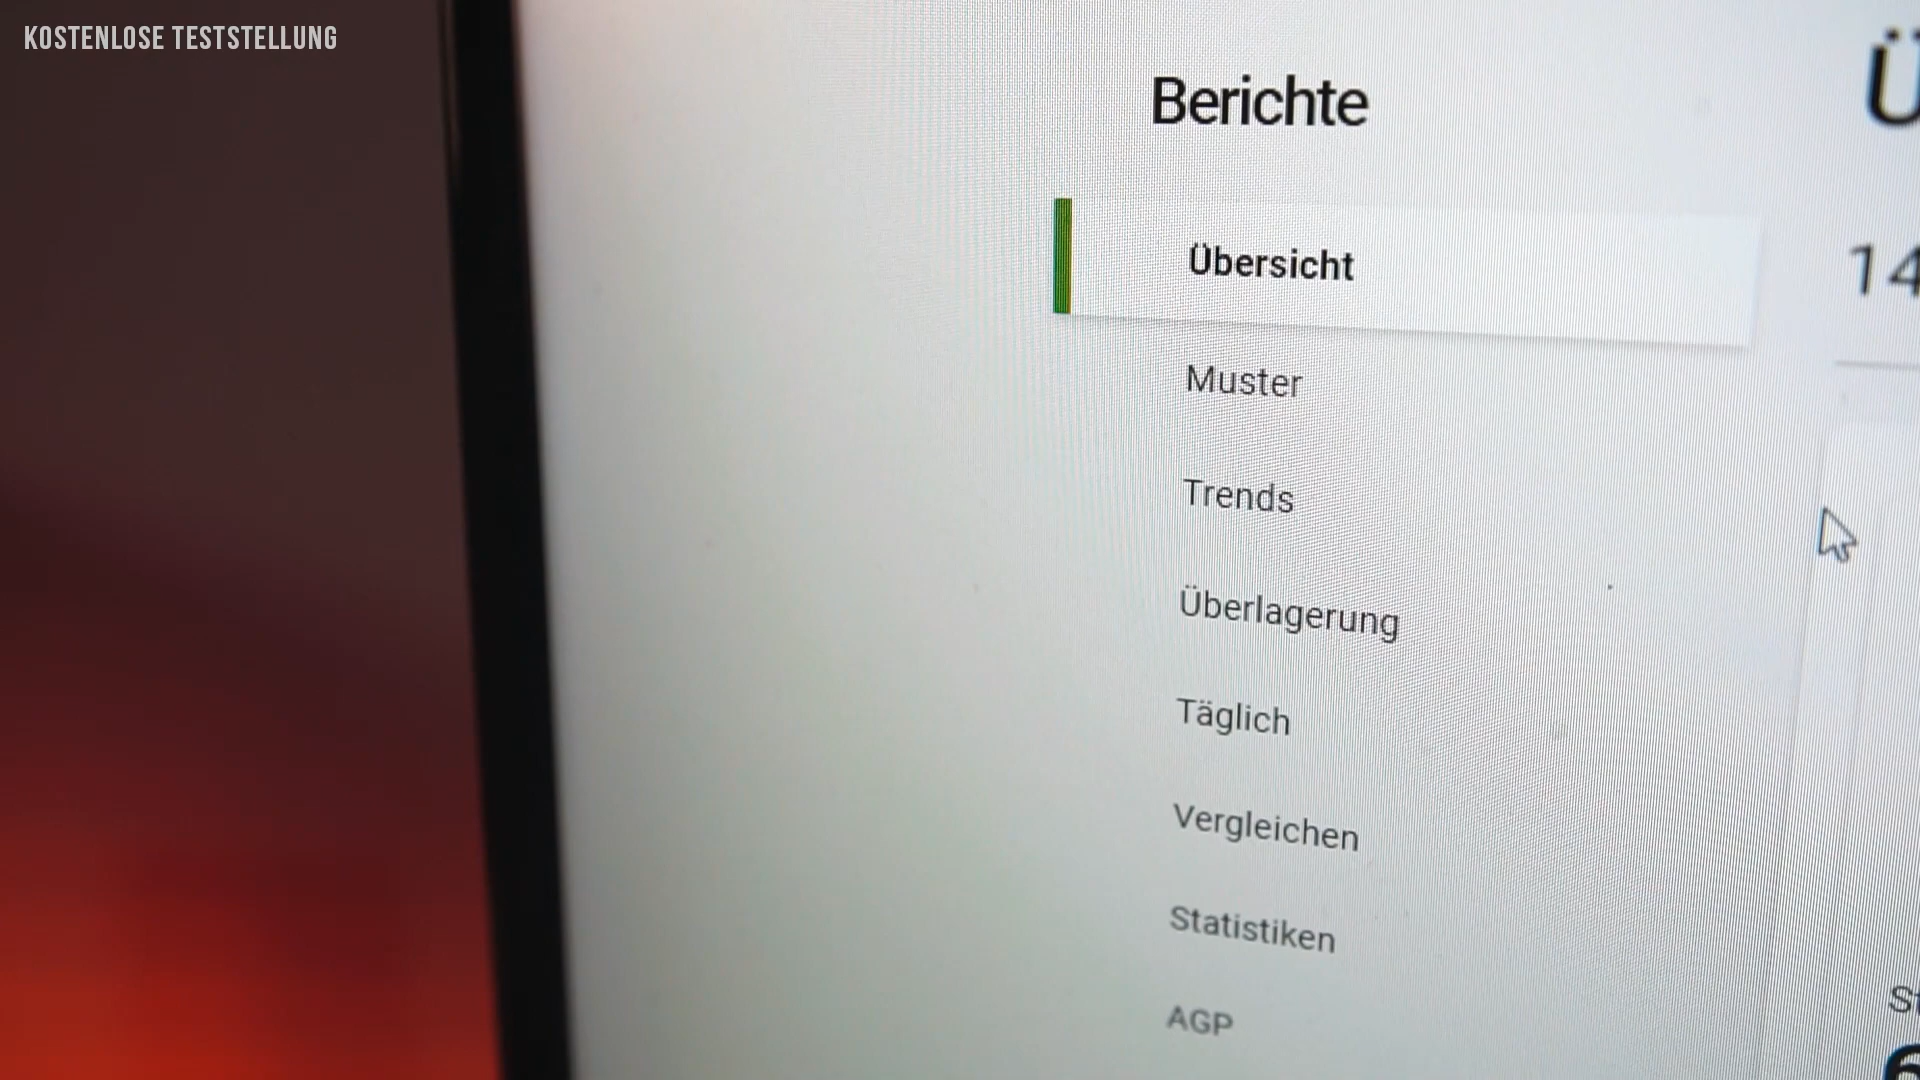 KOSTENLOSE TESTSTELLUNG
Berichte
Übersicht
Muster
Trends
Überlagerung
Täglich
Vergleichen
Statistiken
AGP
14